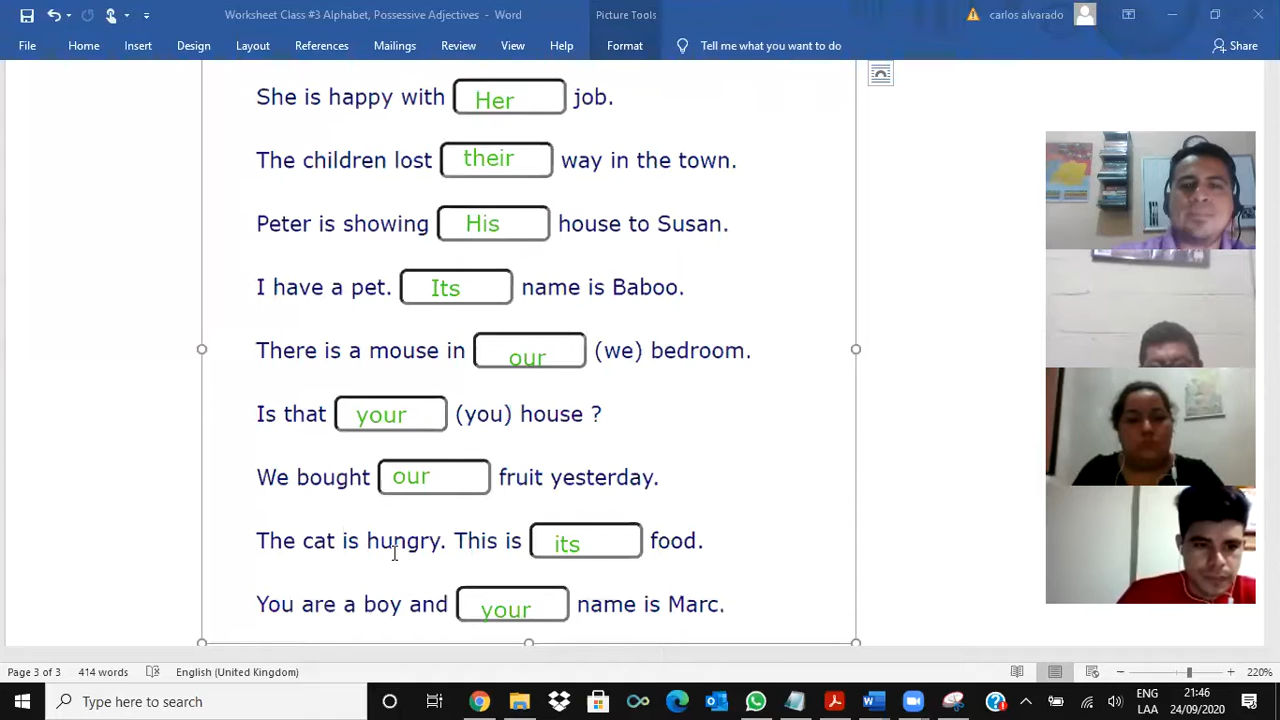 Worksheet Class #3 Alphabet, Possessive Adjectives - Word
Picture Tools
carlos alvarado
File Home Insert Design Layout References Mailings Review View Help Format Tell me what you want to do Share
She is happy with Her job.
The children lost their way in the town.
Peter is showing His house to Susan.
I have a pet. Its name is Baboo.
There is a mouse in our (we) bedroom.
Is that your (you) house ?
We bought our fruit yesterday.
The cat is hungry. This is its food.
You are a boy and your name is Marc.
Page 3 of 3 414 words English (United Kingdom) 220%
Type here to search
ENG 21:46
LAA 24/09/2020